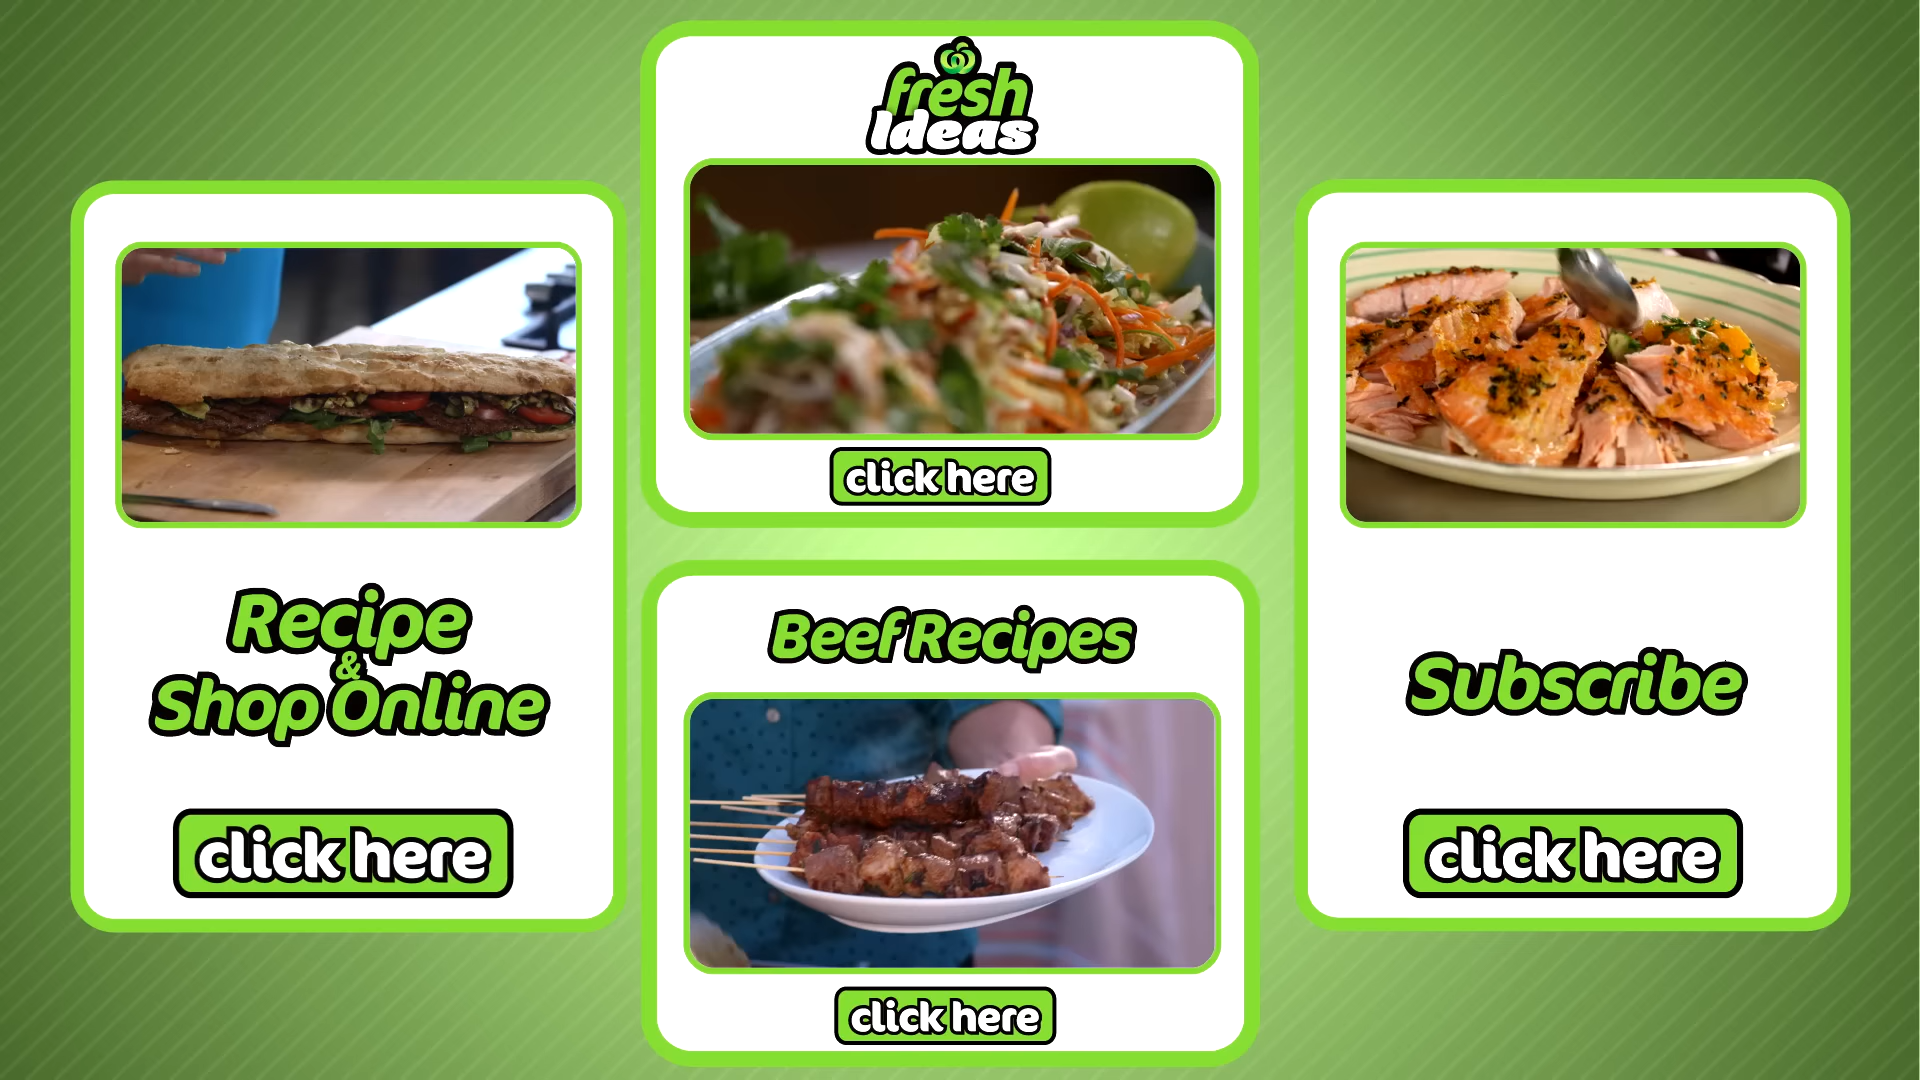 fresh
Ideas
click here
Recipe
&
Shop Online
click here
Beef Recipes
click here
Subscribe
click here